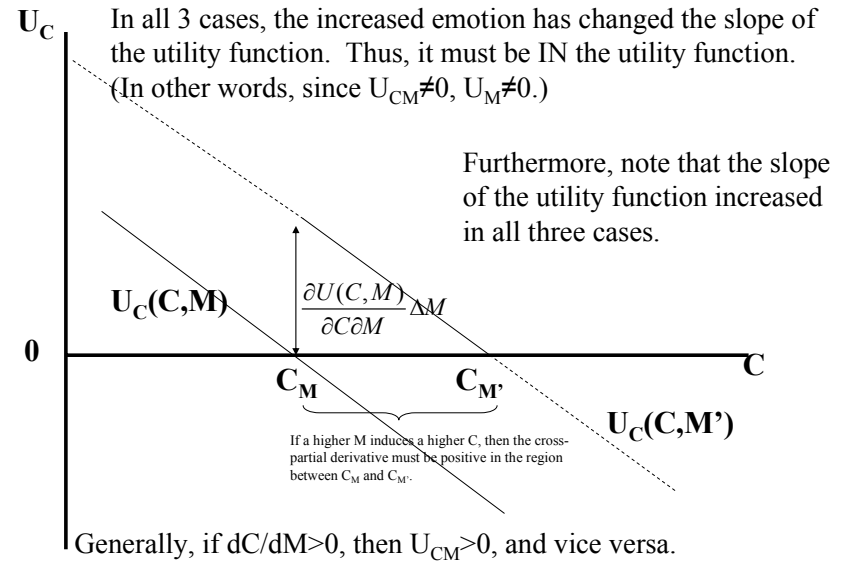 U_C
In all 3 cases, the increased emotion has changed the slope of
the utility function. Thus, it must be IN the utility function.
(In other words, since U_CM≠0, U_M≠0.)
Furthermore, note that the slope
of the utility function increased
in all three cases.
U_C(C,M)
∂U(C,M)/∂C∂M ΔM
0
C
C_M
C_M’
U_C(C,M’)
If a higher M induces a higher C, then the cross-
partial derivative must be positive in the region
between C_M and C_M’.
Generally, if dC/dM>0, then U_CM>0, and vice versa.